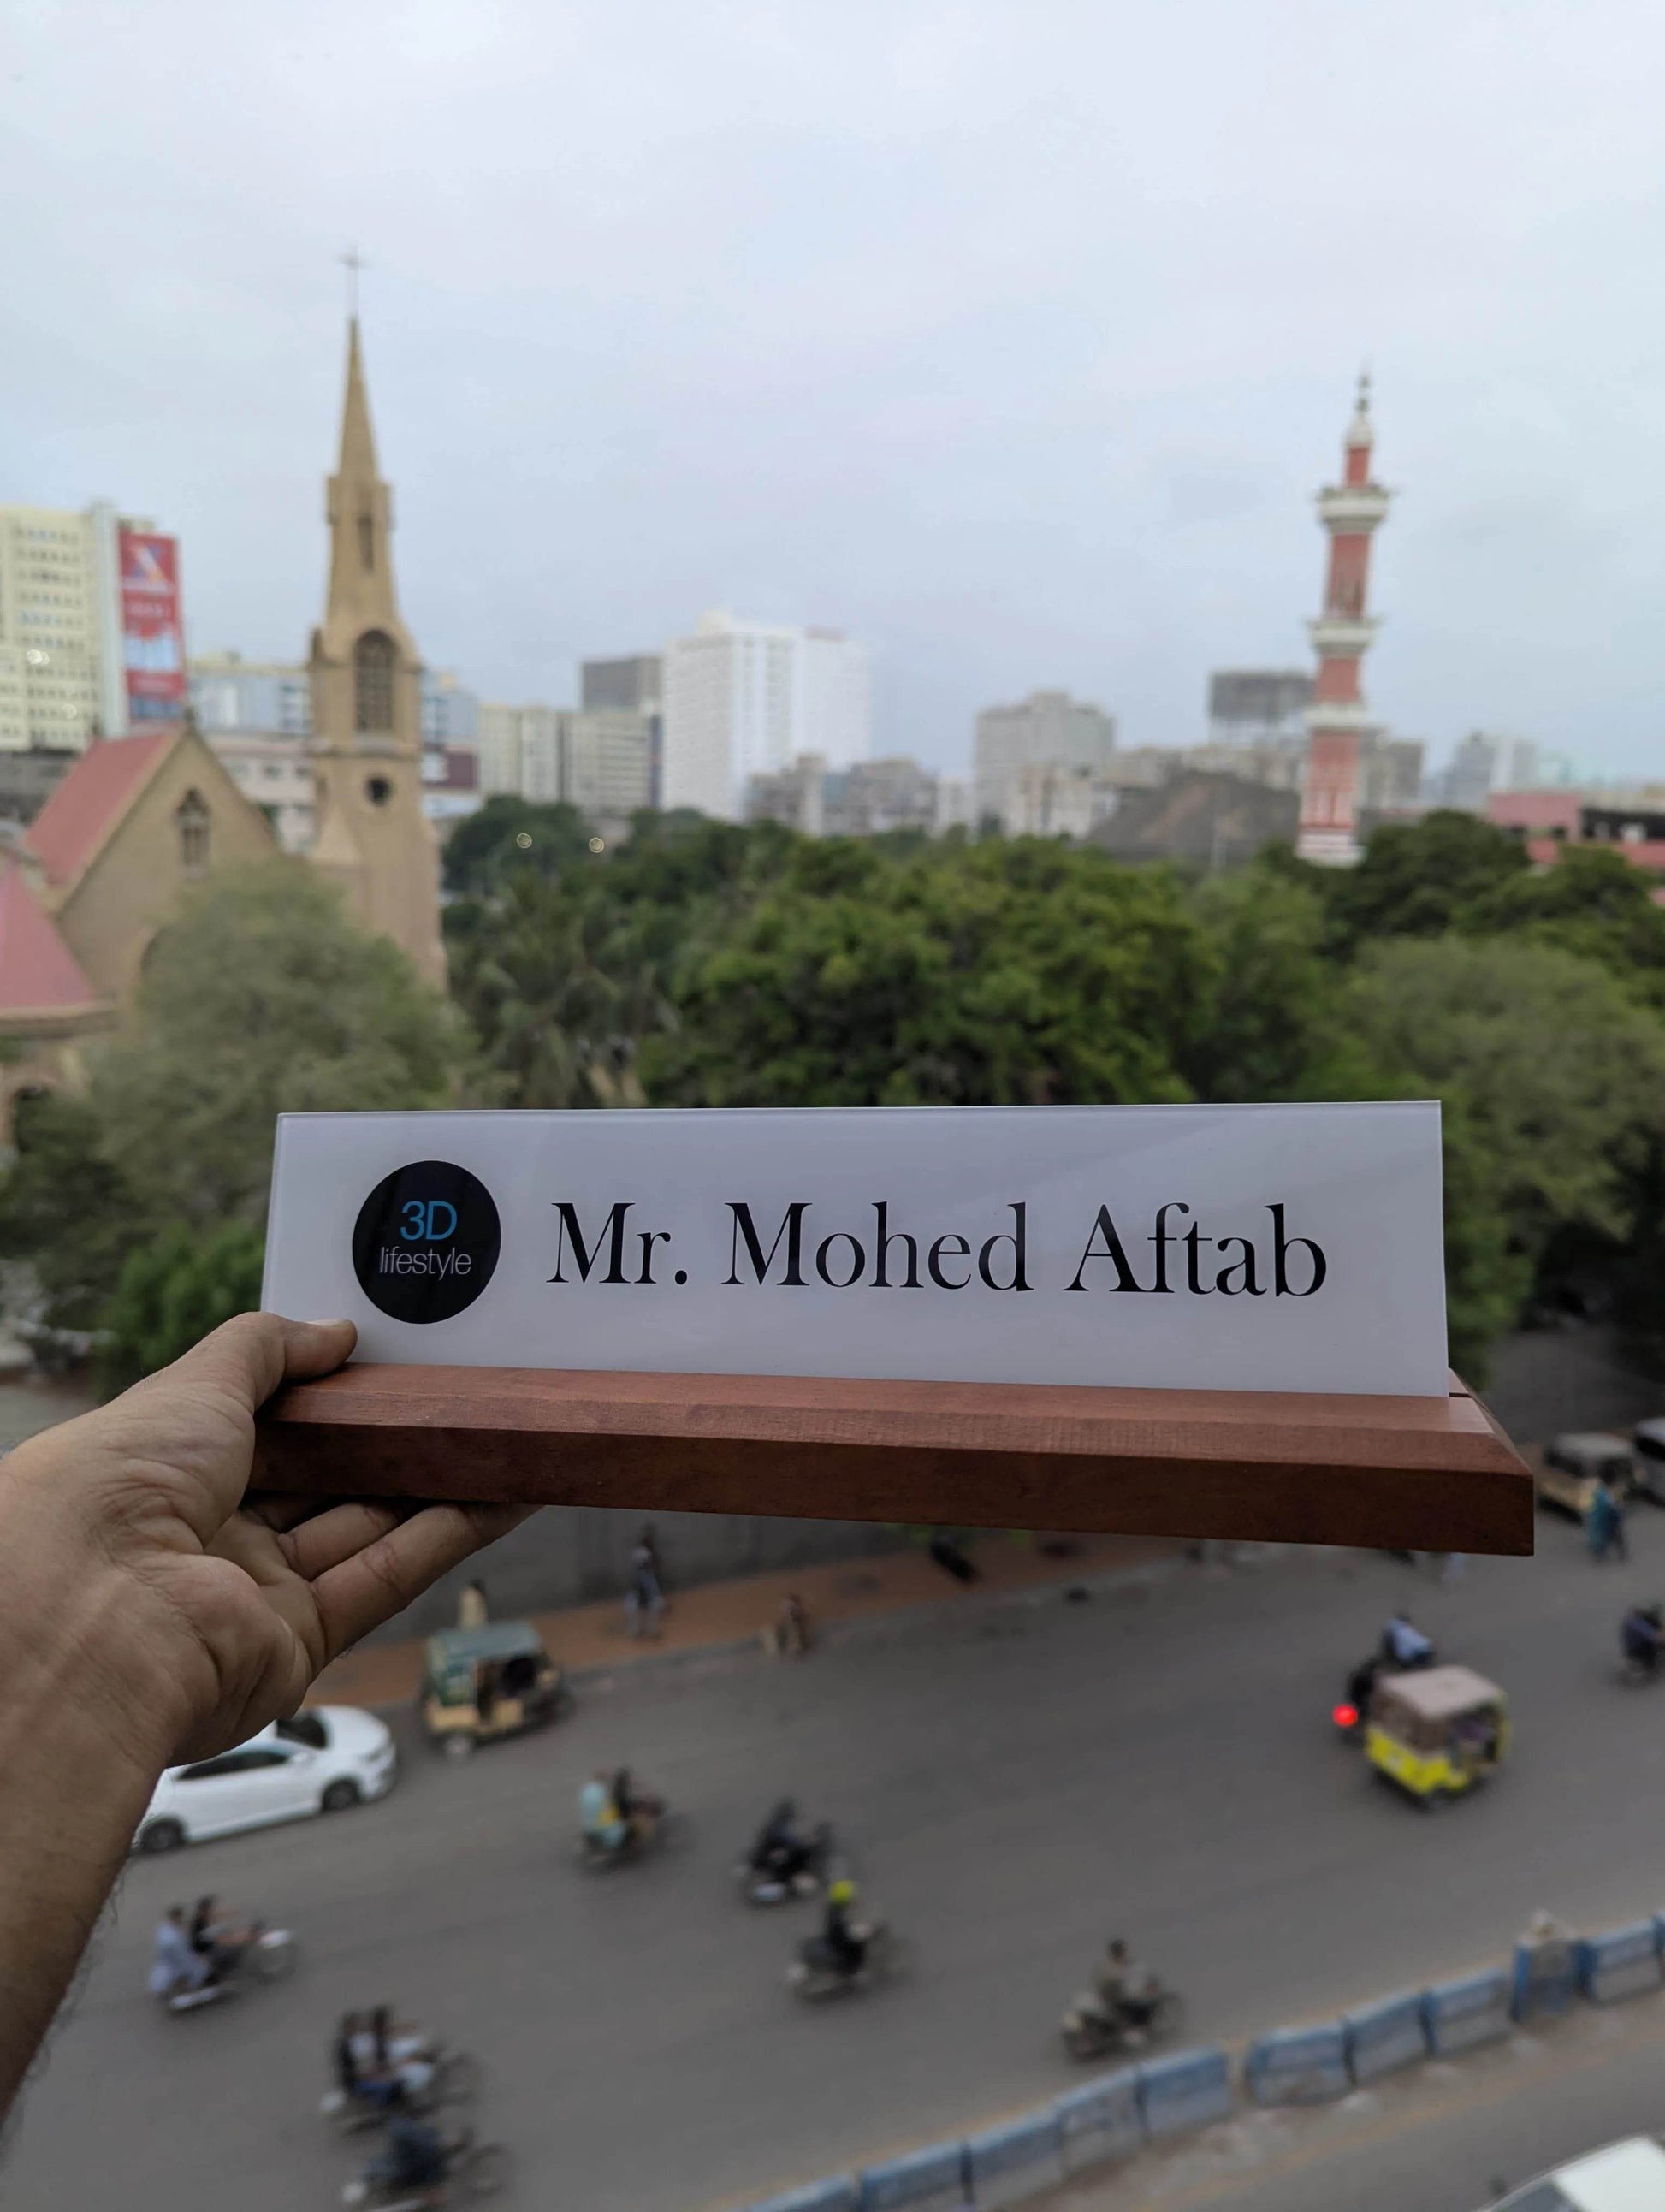 3D
lifestyle
Mr. Mohed Aftab